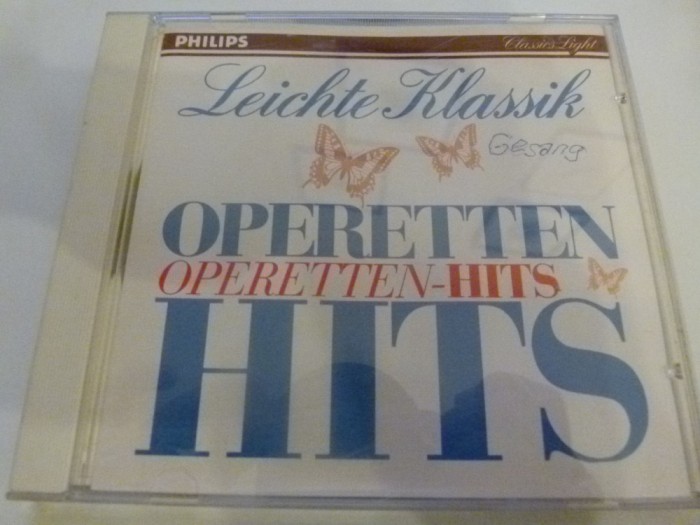 PHILIPS Classics Light
Leichte Klassik
Gesang
OPERETTEN
OPERETTEN-HITS
HITS